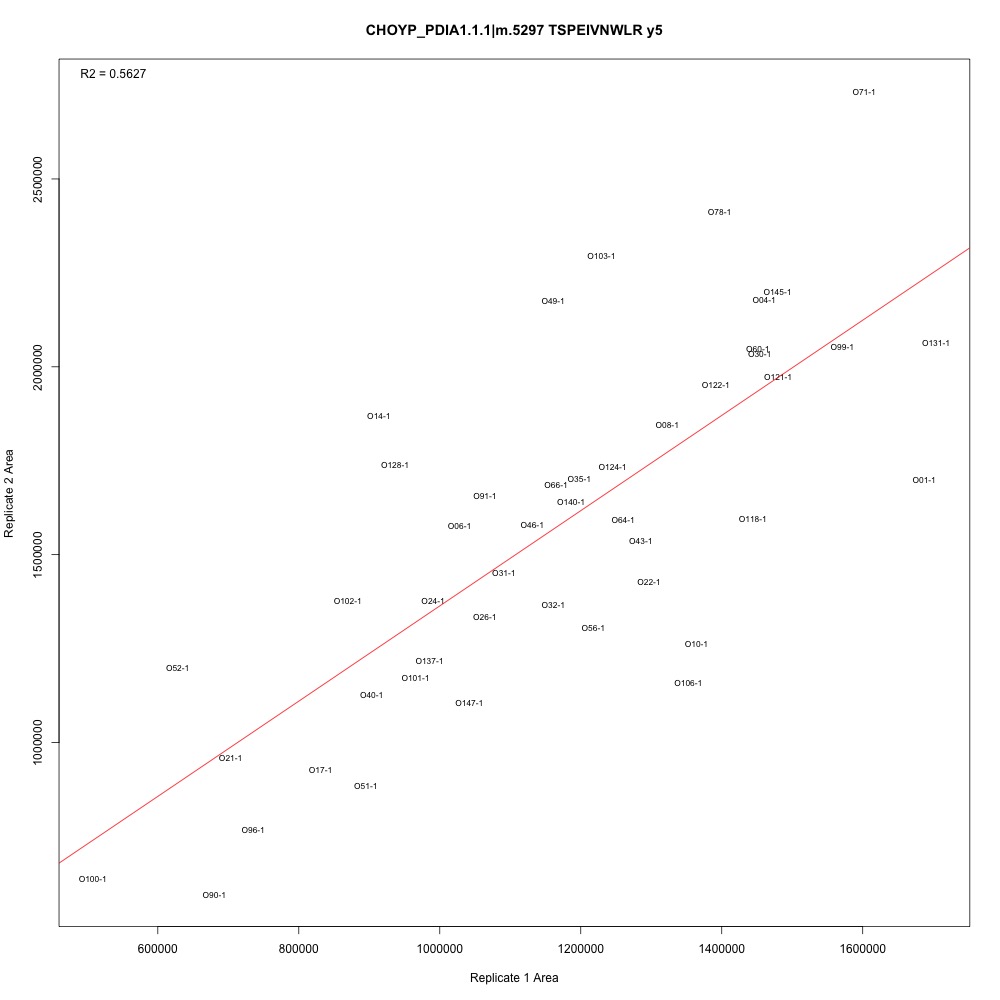 CHOYP_PDIA1.1.1|m.5297 TSPEIVNWLR y5
R2 = 0.5627
O71-1
O78-1
O103-1
O145-1
O04-1
O49-1
O131-1
O60-1
O99-1
O30-1
O121-1
O122-1
O14-1
O08-1
O128-1
O124-1
O35-1
O01-1
O66-1
O91-1
O140-1
O64-1
O118-1
O06-1
O46-1
O43-1
O31-1
O22-1
O102-1
O24-1
O32-1
O26-1
O56-1
O10-1
O137-1
O52-1
O101-1
O106-1
O40-1
O147-1
O21-1
O17-1
O51-1
O96-1
O100-1
O90-1
2500000
2000000
1500000
1000000
Replicate 2 Area
600000 800000 1000000 1200000 1400000 1600000
Replicate 1 Area